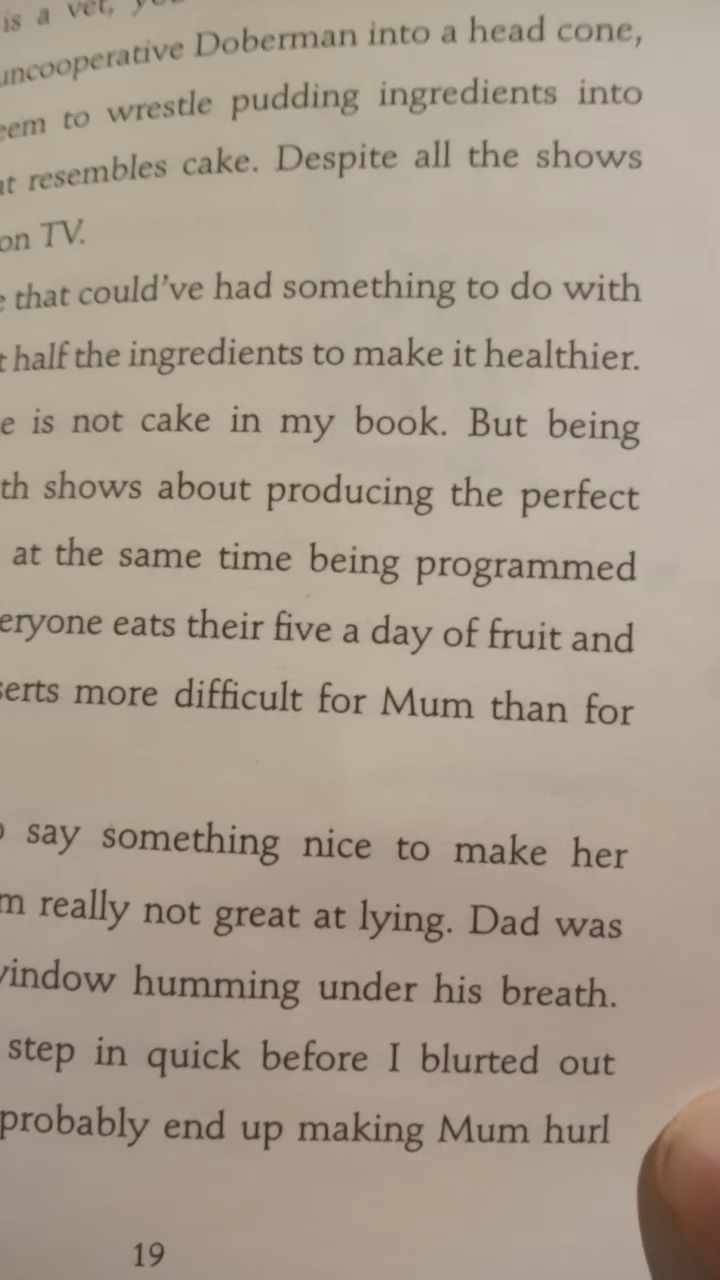 is a vet,
uncooperative Doberman into a head cone,
to wrestle pudding ingredients into
resembles cake. Despite all the shows
on TV.
that could've had something to do with
half the ingredients to make it healthier.
is not cake in my book. But being
shows about producing the perfect
at the same time being programmed
eats their five a day of fruit and
more difficult for Mum than for
say something nice to make her
really not great at lying. Dad was
humming under his breath.
step in quick before I blurted out
probably end up making Mum hurl
19